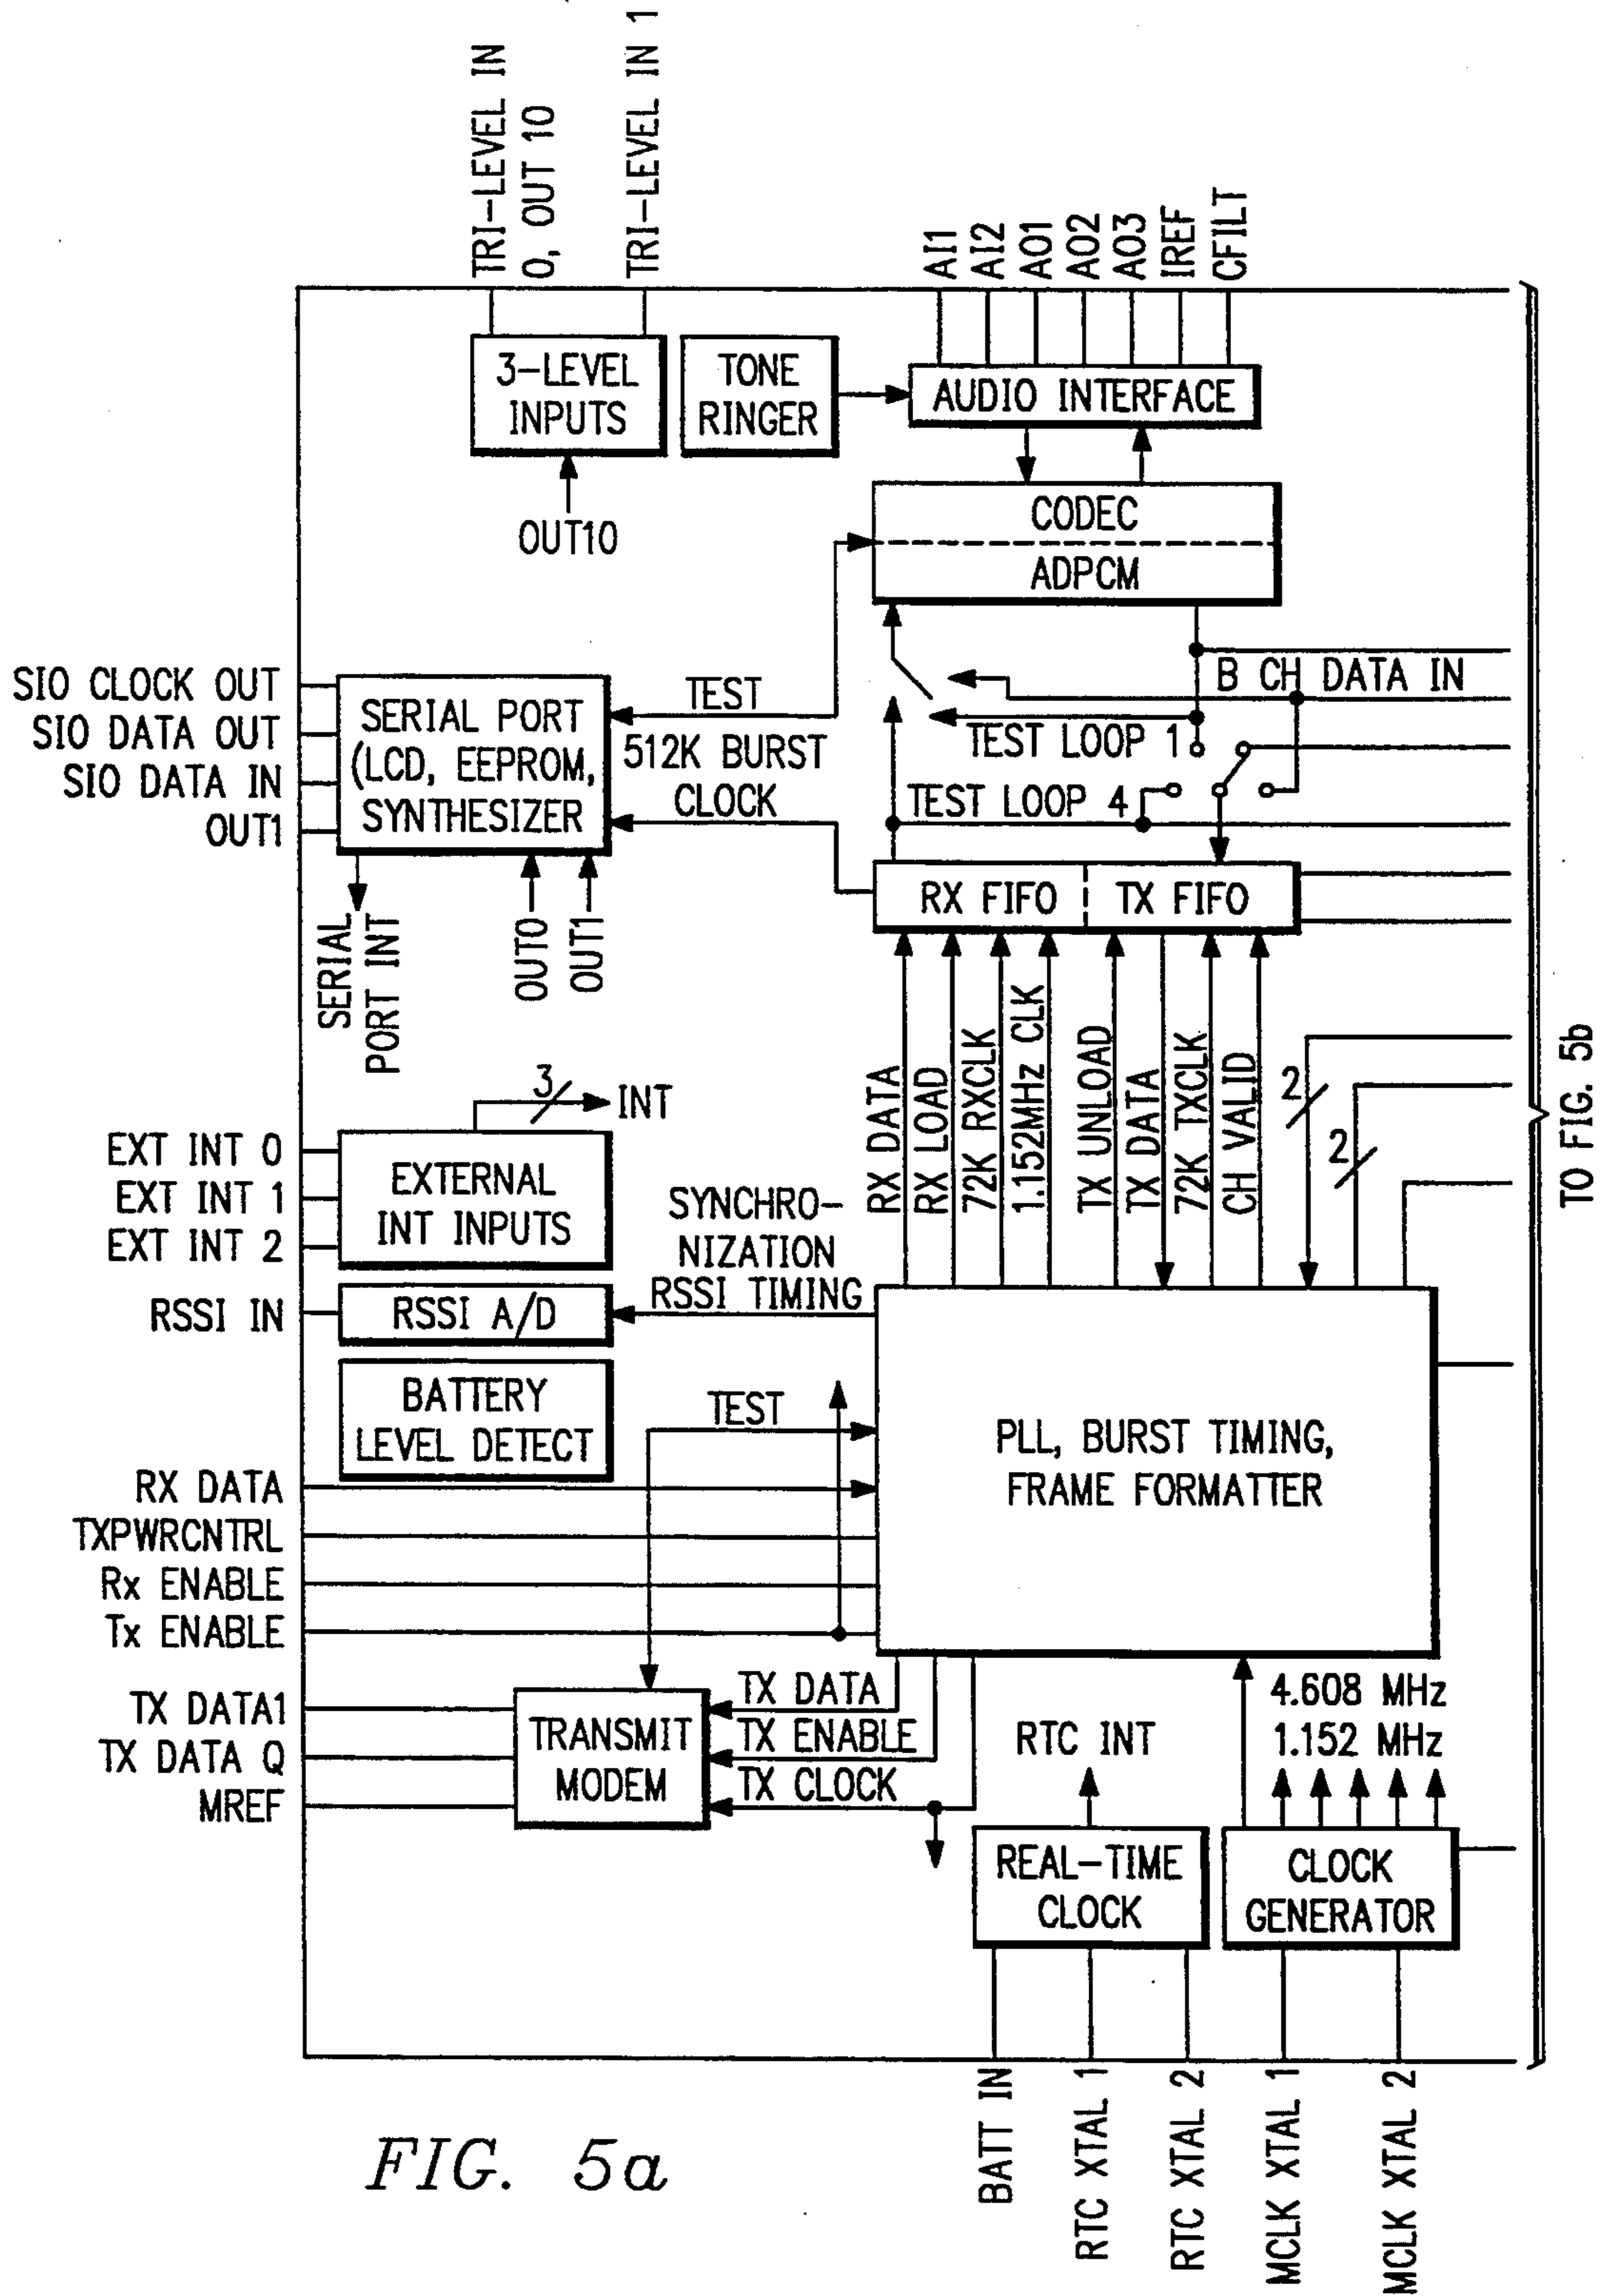 TRI-LEVEL IN
0, OUT 10
TRI-LEVEL IN 1
AI1
AI2
AO1
AO2
AO3
IREF
CFILT
3-LEVEL
INPUTS
TONE
RINGER
AUDIO INTERFACE
OUT10
CODEC
ADPCM
SIO CLOCK OUT
SIO DATA OUT
SIO DATA IN
OUT1
SERIAL PORT
(LCD, EEPROM,
SYNTHESIZER
TEST
512K BURST
CLOCK
B CH DATA IN
TEST LOOP 1
TEST LOOP 4
RX FIFO
TX FIFO
SERIAL
PORT INT
OUT0
OUT1
RX DATA
RX LOAD
72K RXCLK
1.152MHz CLK
TX UNLOAD
TX DATA
72K TXCLK
CH VALID
2
2
TO FIG. 5b
3
INT
EXT INT 0
EXT INT 1
EXT INT 2
EXTERNAL
INT INPUTS
SYNCHRO-
NIZATION
RSSI TIMING
RSSI IN
RSSI A/D
BATTERY
LEVEL DETECT
TEST
PLL, BURST TIMING,
FRAME FORMATTER
RX DATA
TXPWRCNTRL
Rx ENABLE
Tx ENABLE
TX DATA1
TX DATA Q
MREF
TRANSMIT
MODEM
TX DATA
TX ENABLE
TX CLOCK
RTC INT
4.608 MHz
1.152 MHz
REAL-TIME
CLOCK
CLOCK
GENERATOR
BATT IN
RTC XTAL 1
RTC XTAL 2
MCLK XTAL 1
MCLK XTAL 2
FIG. 5a